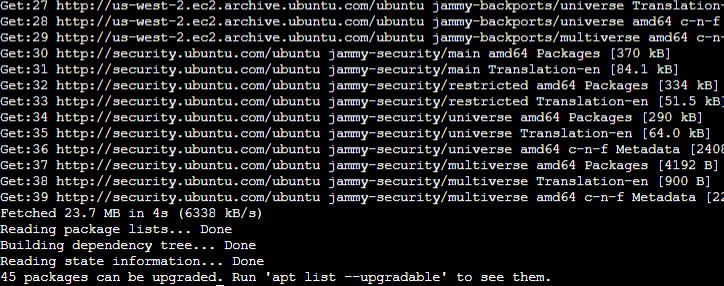 Get:27 http://us-west-2.ec2.archive.ubuntu.com/ubuntu jammy-backports/universe Translation-
Get:28 http://us-west-2.ec2.archive.ubuntu.com/ubuntu jammy-backports/universe amd64 c-n-f
Get:29 http://us-west-2.ec2.archive.ubuntu.com/ubuntu jammy-backports/multiverse amd64 c-n-
Get:30 http://security.ubuntu.com/ubuntu jammy-security/main amd64 Packages [370 kB]
Get:31 http://security.ubuntu.com/ubuntu jammy-security/main Translation-en [84.1 kB]
Get:32 http://security.ubuntu.com/ubuntu jammy-security/restricted amd64 Packages [334 kB]
Get:33 http://security.ubuntu.com/ubuntu jammy-security/restricted Translation-en [51.5 k
Get:34 http://security.ubuntu.com/ubuntu jammy-security/universe amd64 Packages [290 kB]
Get:35 http://security.ubuntu.com/ubuntu jammy-security/universe Translation-en [64.0 kB]
Get:36 http://security.ubuntu.com/ubuntu jammy-security/universe amd64 c-n-f Metadata [2408
Get:37 http://security.ubuntu.com/ubuntu jammy-security/multiverse amd64 Packages [4192 B]
Get:38 http://security.ubuntu.com/ubuntu jammy-security/multiverse Translation-en [900 B]
Get:39 http://security.ubuntu.com/ubuntu jammy-security/multiverse amd64 c-n-f Metadata [22
Fetched 23.7 MB in 4s (6338 kB/s)
Reading package lists... Done
Building dependency tree... Done
Reading state information... Done
45 packages can be upgraded. Run 'apt list --upgradable' to see them.